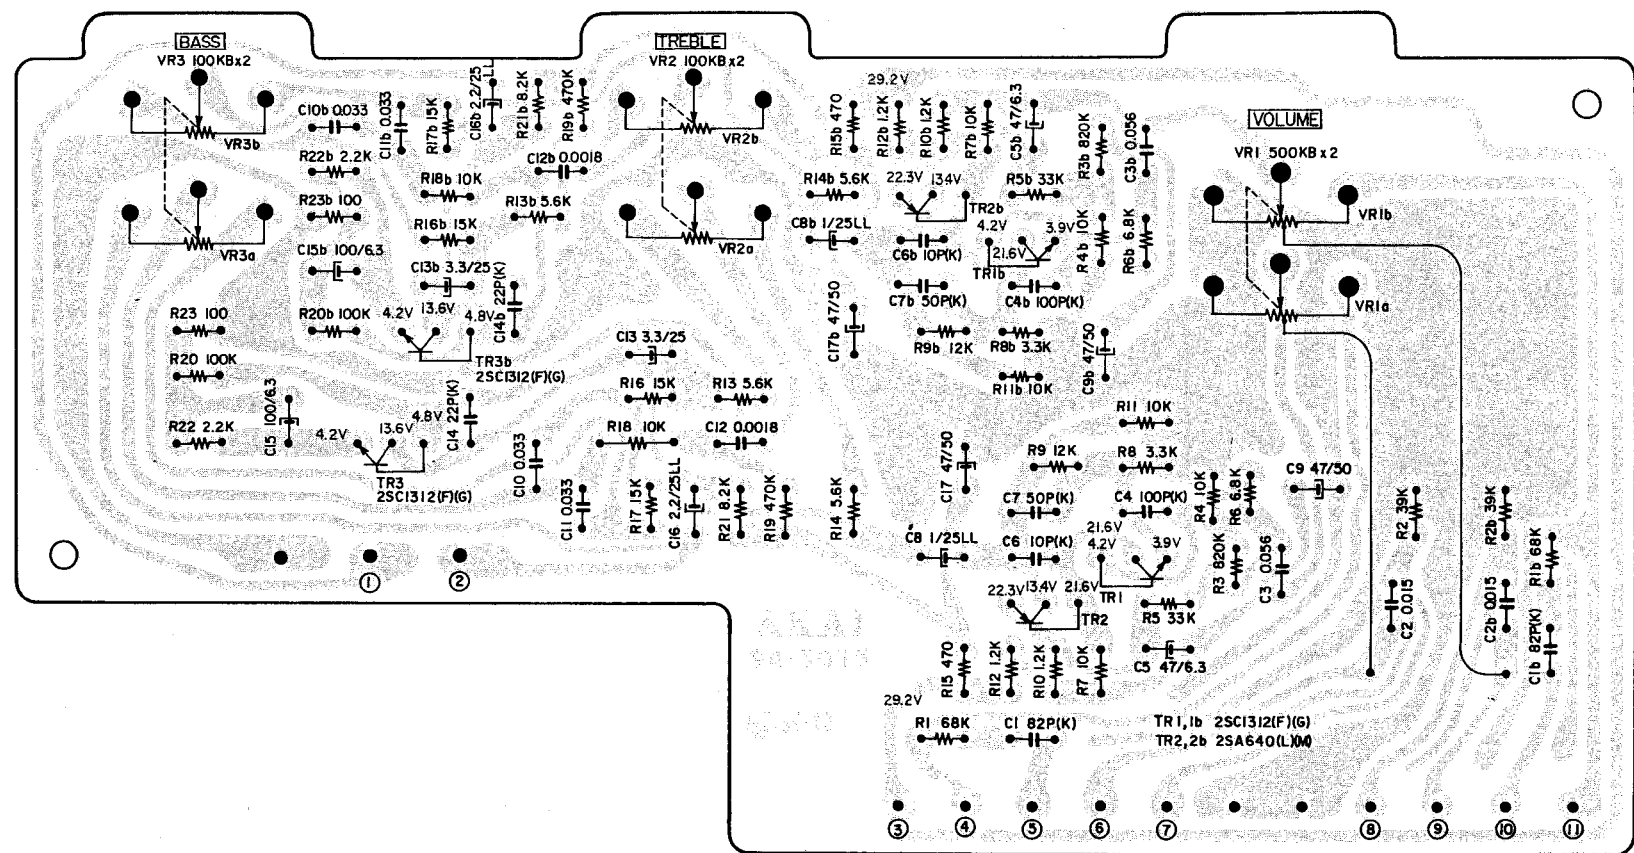 BASS
VR3 100KBx2
VR3b
VR3a
C10b 0.033
R22b 2.2K
R23b 100
C15b 100/6.3
R20b 100K
C11b 0.033
R17b 15K
C16b 2.2/25LL
R21b 8.2K
R19b 470K
C12b 0.0018
R18b 10K
R13b 5.6K
R16b 15K
C13b 3.3/25
C14b 22P(K)
4.2V
13.6V
4.8V
TR3b
2SC1312(F)(G)
TREBLE
VR2 100KBx2
VR2b
VR2a
29.2V
R15b 470
R12b 1.2K
R10b 1.2K
R7b 10K
C5b 47/6.3
R3b 820K
C3b 0.056
R14b 5.6K
22.3V
13.4V
TR2b
R5b 33K
C8b 1/25LL
C6b 10P(K)
4.2V
21.6V
3.9V
TR1b
R4b 10K
R6b 6.8K
C7b 50P(K)
C4b 100P(K)
C17b 47/50
R9b 12K
R8b 3.3K
C9b 47/50
R11b 10K
VOLUME
VR1 500KBx2
VR1b
VR1a
R23 100
R20 100K
R22 2.2K
C15 100/6.3
4.2V
13.6V
4.8V
TR3
2SC1312(F)(G)
C14 22P(K)
C10 0.033
C11 0.033
C13 3.3/25
R16 15K
R13 5.6K
R18 10K
C12 0.0018
R17 15K
C16 2.2/25LL
R21 8.2K
R19 470K
R14 5.6K
R11 10K
R9 12K
R8 3.3K
C17 47/50
C7 50P(K)
C4 100P(K)
R4 10K
R6 6.8K
C9 47/50
C8 1/25LL
C6 10P(K)
21.6V
4.2V
3.9V
TR1
R3 820K
C3 0.056
22.3V
13.4V
21.6V
TR2
R5 33K
R2 39K
R2b 39K
R1b 68K
C2 0.015
C2b 0.015
C1b 82P(K)
R15 470
R12 1.2K
R10 1.2K
R7 10K
C5 47/6.3
29.2V
R1 68K
C1 82P(K)
TR1,1b 2SC1312(F)(G)
TR2,2b 2SA640(L)(M)
①
②
③
④
⑤
⑥
⑦
⑧
⑨
⑩
⑪